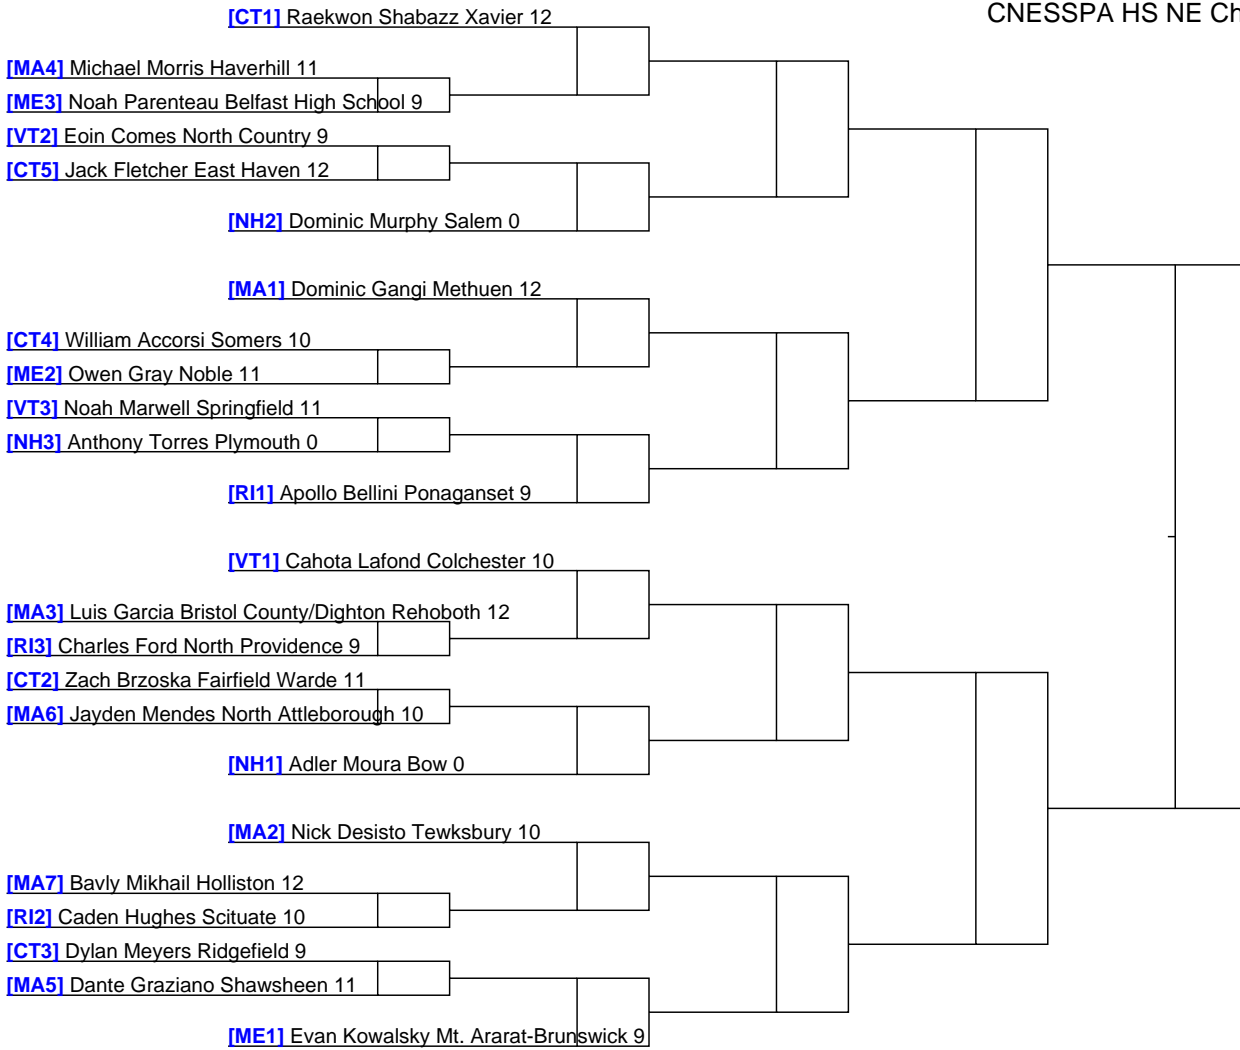 [CT1] Raekwon Shabazz Xavier 12
CNESSPA HS NE Ch
[MA4] Michael Morris Haverhill 11
[ME3] Noah Parenteau Belfast High School 9
[VT2] Eoin Comes North Country 9
[CT5] Jack Fletcher East Haven 12
[NH2] Dominic Murphy Salem 0
[MA1] Dominic Gangi Methuen 12
[CT4] William Accorsi Somers 10
[ME2] Owen Gray Noble 11
[VT3] Noah Marwell Springfield 11
[NH3] Anthony Torres Plymouth 0
[RI1] Apollo Bellini Ponaganset 9
[VT1] Cahota Lafond Colchester 10
[MA3] Luis Garcia Bristol County/Dighton Rehoboth 12
[RI3] Charles Ford North Providence 9
[CT2] Zach Brzoska Fairfield Warde 11
[MA6] Jayden Mendes North Attleborough 10
[NH1] Adler Moura Bow 0
[MA2] Nick Desisto Tewksbury 10
[MA7] Bavly Mikhail Holliston 12
[RI2] Caden Hughes Scituate 10
[CT3] Dylan Meyers Ridgefield 9
[MA5] Dante Graziano Shawsheen 11
[ME1] Evan Kowalsky Mt. Ararat-Brunswick 9